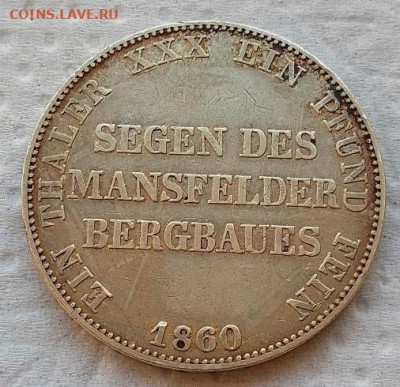 COINS.LAVE.RU
EIN THALER XXX EIN PFUND FEIN
SEGEN DES
MANSFELDER
BERGBAUES
1860